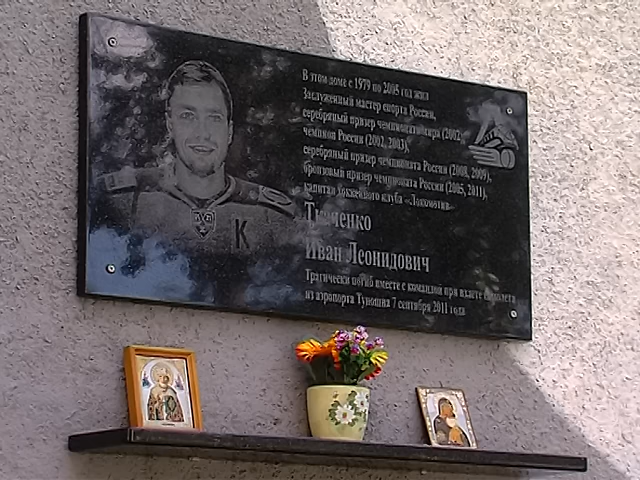 В этом доме с 1979 по 2005 год жил
Заслуженный мастер спорта России,
серебряный призер чемпионата мира (2002),
чемпион России (2002, 2003),
серебряный призер чемпионата России (2008, 2009),
бронзовый призер чемпионата России (2005, 2011),
капитан хоккейного клуба «Локомотив»
Ткаченко
Иван Леонидович
Трагически погиб вместе с командой при взлете самолета
из аэропорта Туношна 7 сентября 2011 года
КХЛ
К